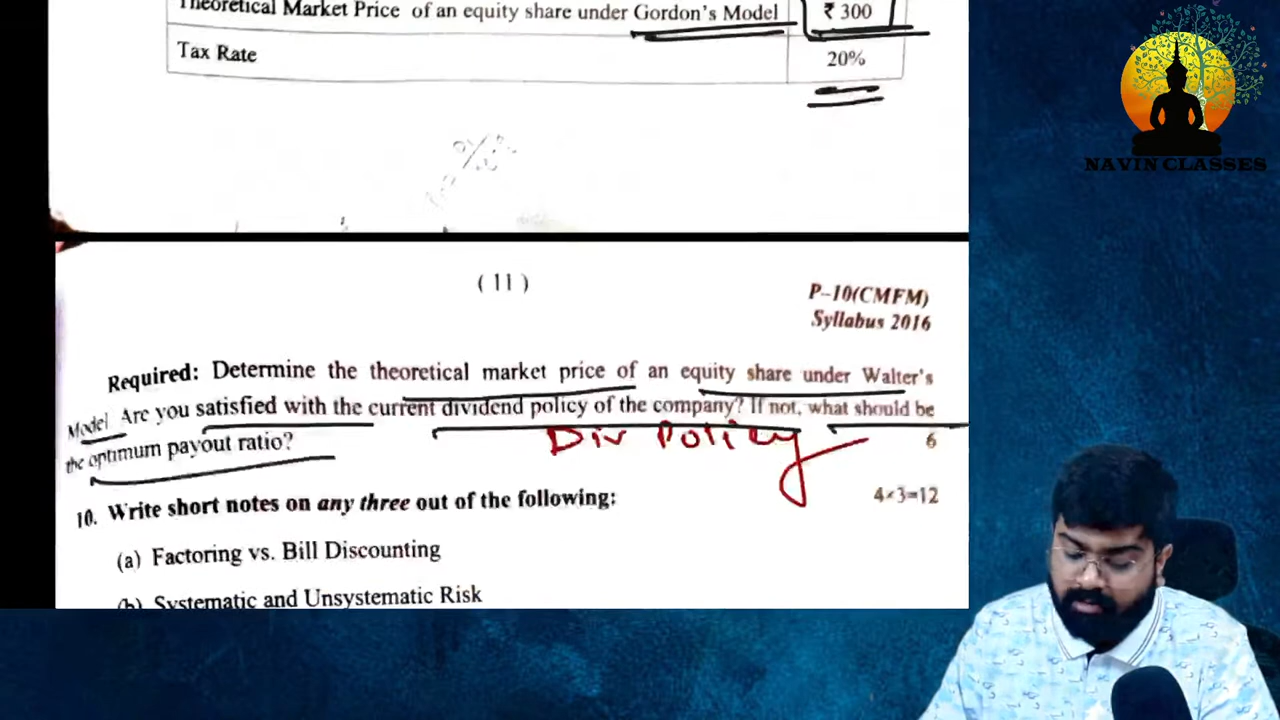 Theoretical Market Price of an equity share under Gordon's Model ₹ 300
Tax Rate 20%
NAVIN CLASSES
( 11 )
P-10(CMFM)
Syllabus 2016
Required: Determine the theoretical market price of an equity share under Walter's
Model Are you satisfied with the current dividend policy of the company? If not, what should be
the optimum payout ratio? 6
Div Policy
10. Write short notes on any three out of the following: 4×3=12
(a) Factoring vs. Bill Discounting
(b) Systematic and Unsystematic Risk